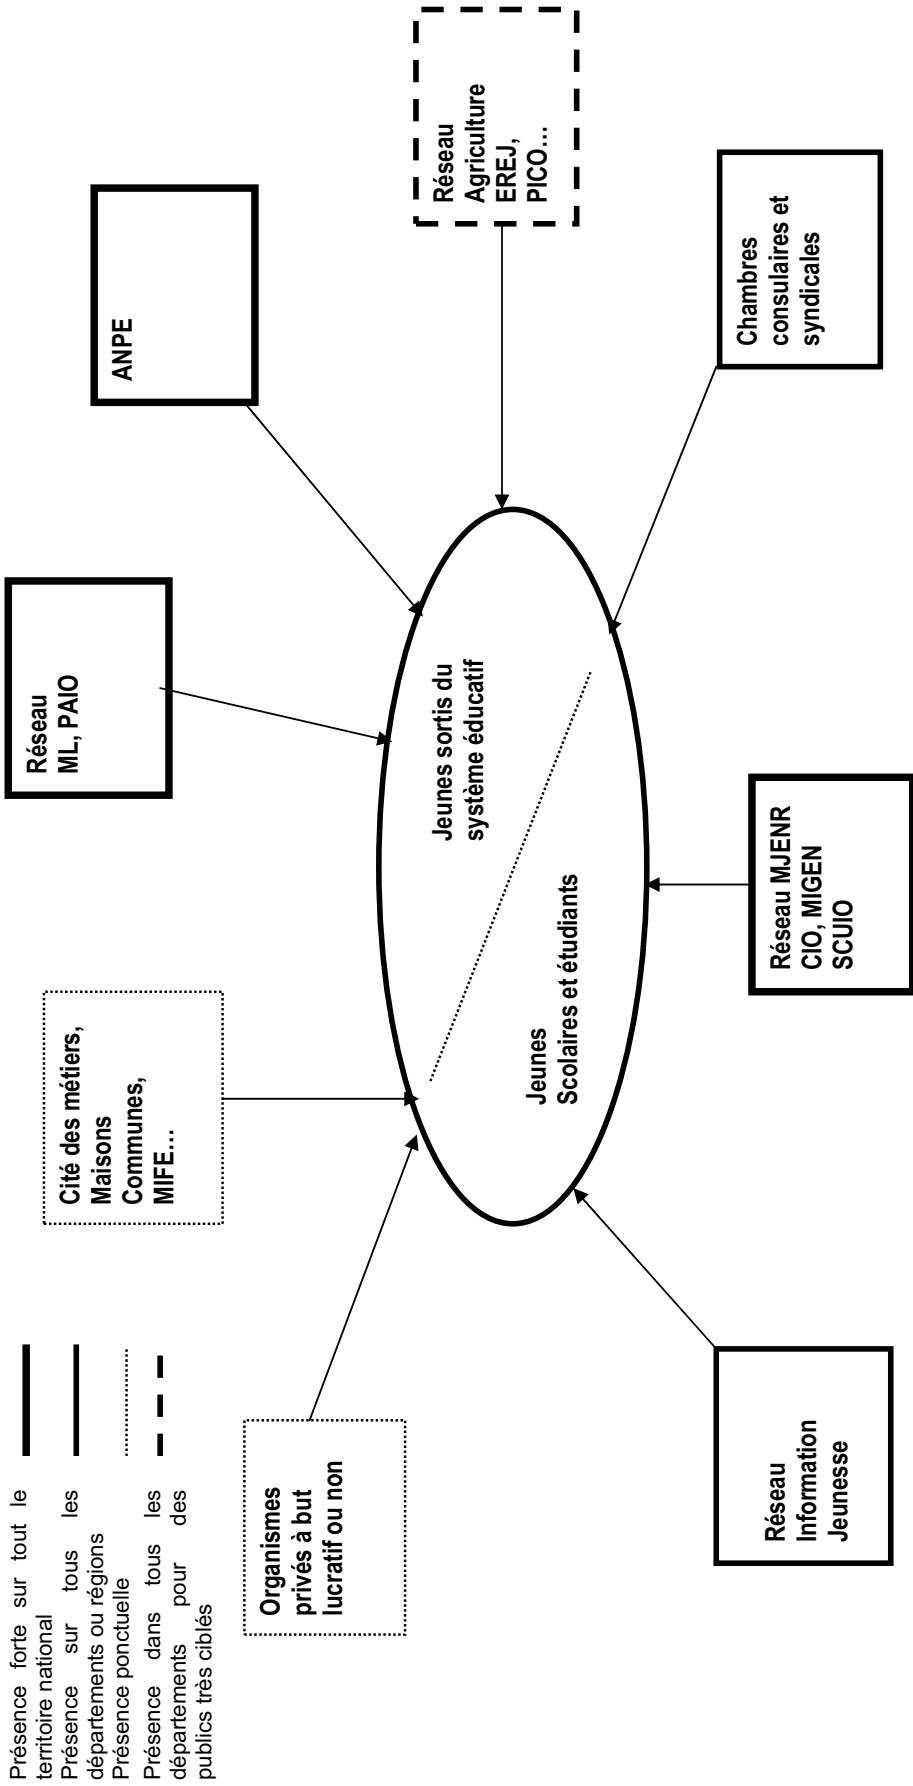 Présence forte sur tout le
territoire national
Présence sur tous les
départements ou régions
Présence ponctuelle
Présence dans tous les
départements pour des
publics très ciblés
Organismes
privés à but
lucratif ou non
Cité des métiers,
Maisons
Communes,
MIFE…
Réseau
ML, PAIO
ANPE
Réseau
Agriculture
EREJ,
PICO…
Jeunes sortis du
système éducatif
Jeunes
Scolaires et étudiants
Réseau
Information
Jeunesse
Réseau MJENR
CIO, MIGEN
SCUIO
Chambres
consulaires et
syndicales